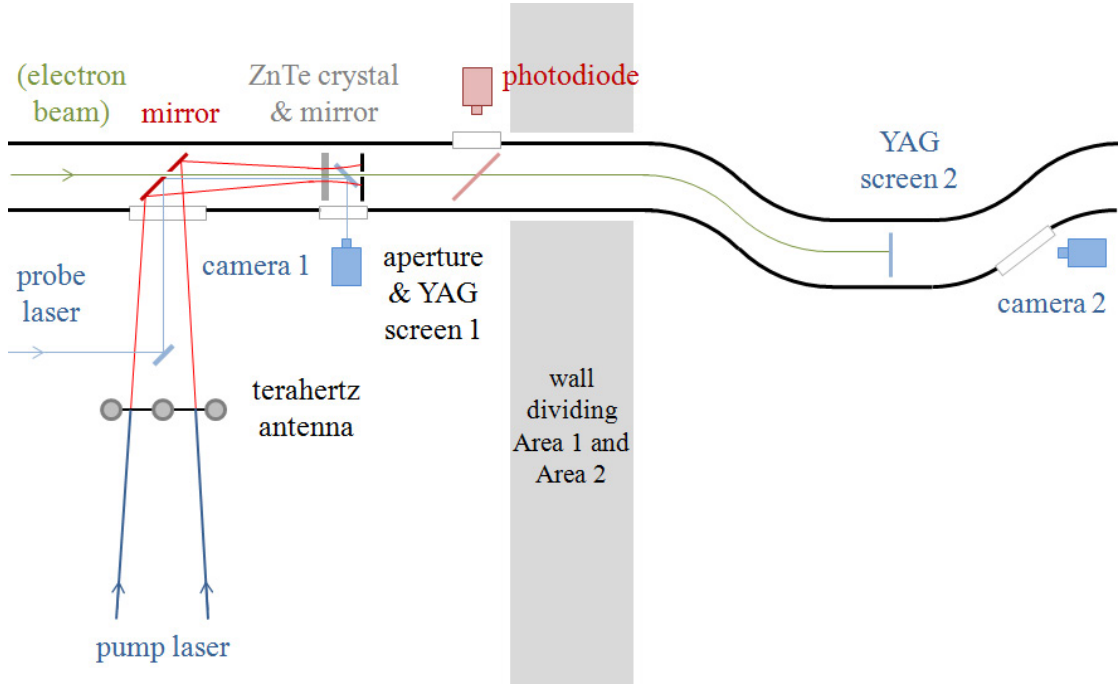 (electron
beam)
mirror
ZnTe crystal
& mirror
photodiode
YAG
screen 2
probe
laser
camera 1
aperture
& YAG
screen 1
camera 2
terahertz
antenna
wall
dividing
Area 1 and
Area 2
pump laser